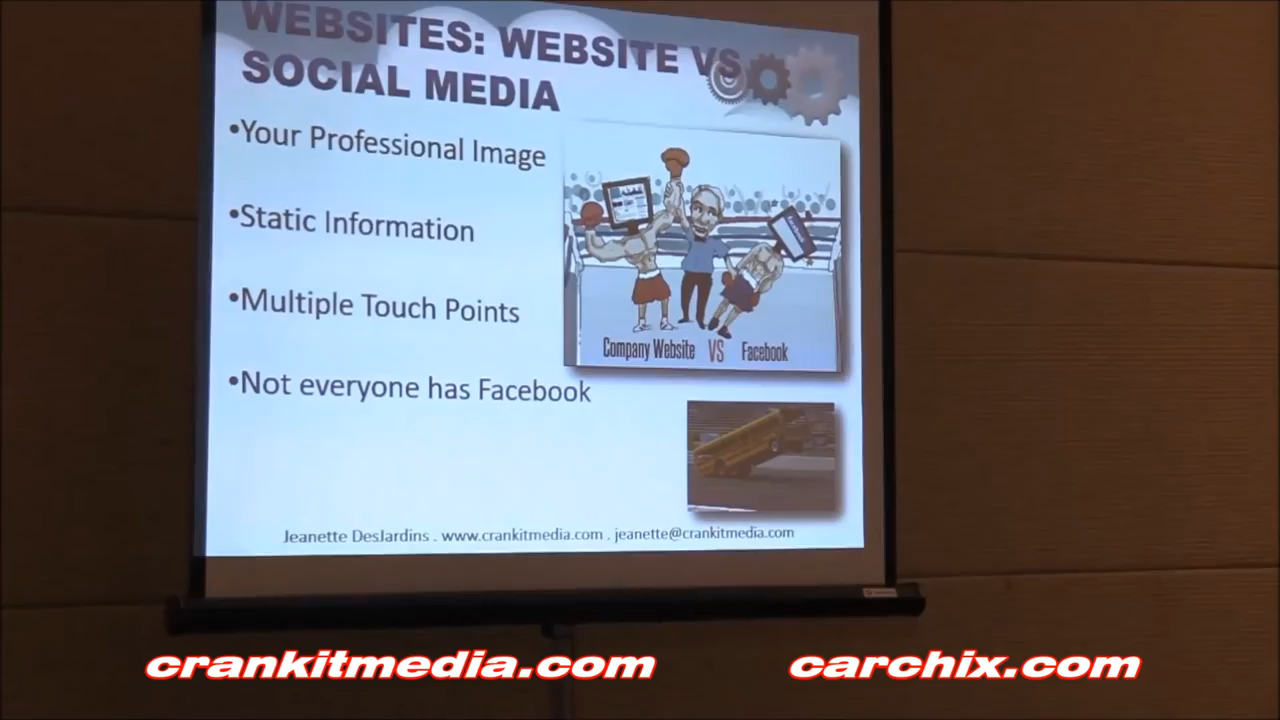 WEBSITES: WEBSITE VS
SOCIAL MEDIA
•Your Professional Image
•Static Information
•Multiple Touch Points
•Not everyone has Facebook
Company Website VS Facebook
Jeanette DesJardins . www.crankitmedia.com . jeanette@crankitmedia.com
crankitmedia.com
carchix.com